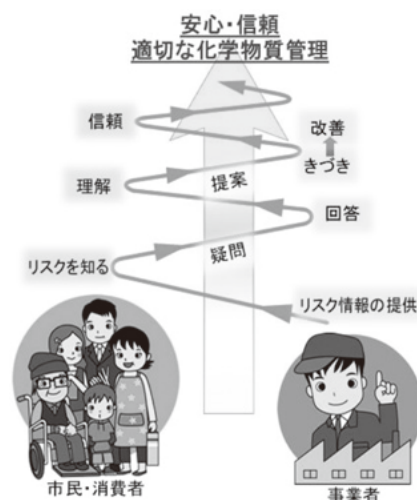 安心・信頼
適切な化学物質管理
信頼
改善
きづき
理解
提案
回答
疑問
リスクを知る
リスク情報の提供
市民・消費者
事業者